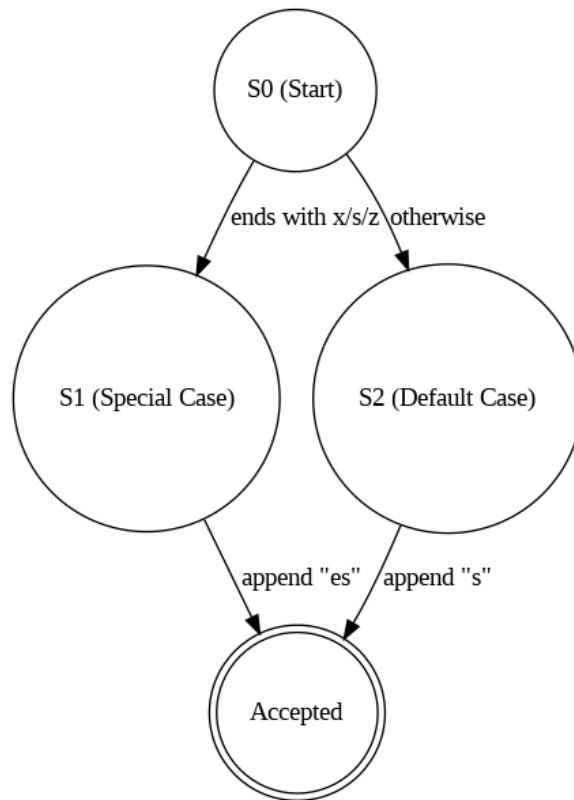 S0 (Start)
ends with x/s/z
otherwise
S1 (Special Case)
S2 (Default Case)
append "es"
append "s"
Accepted